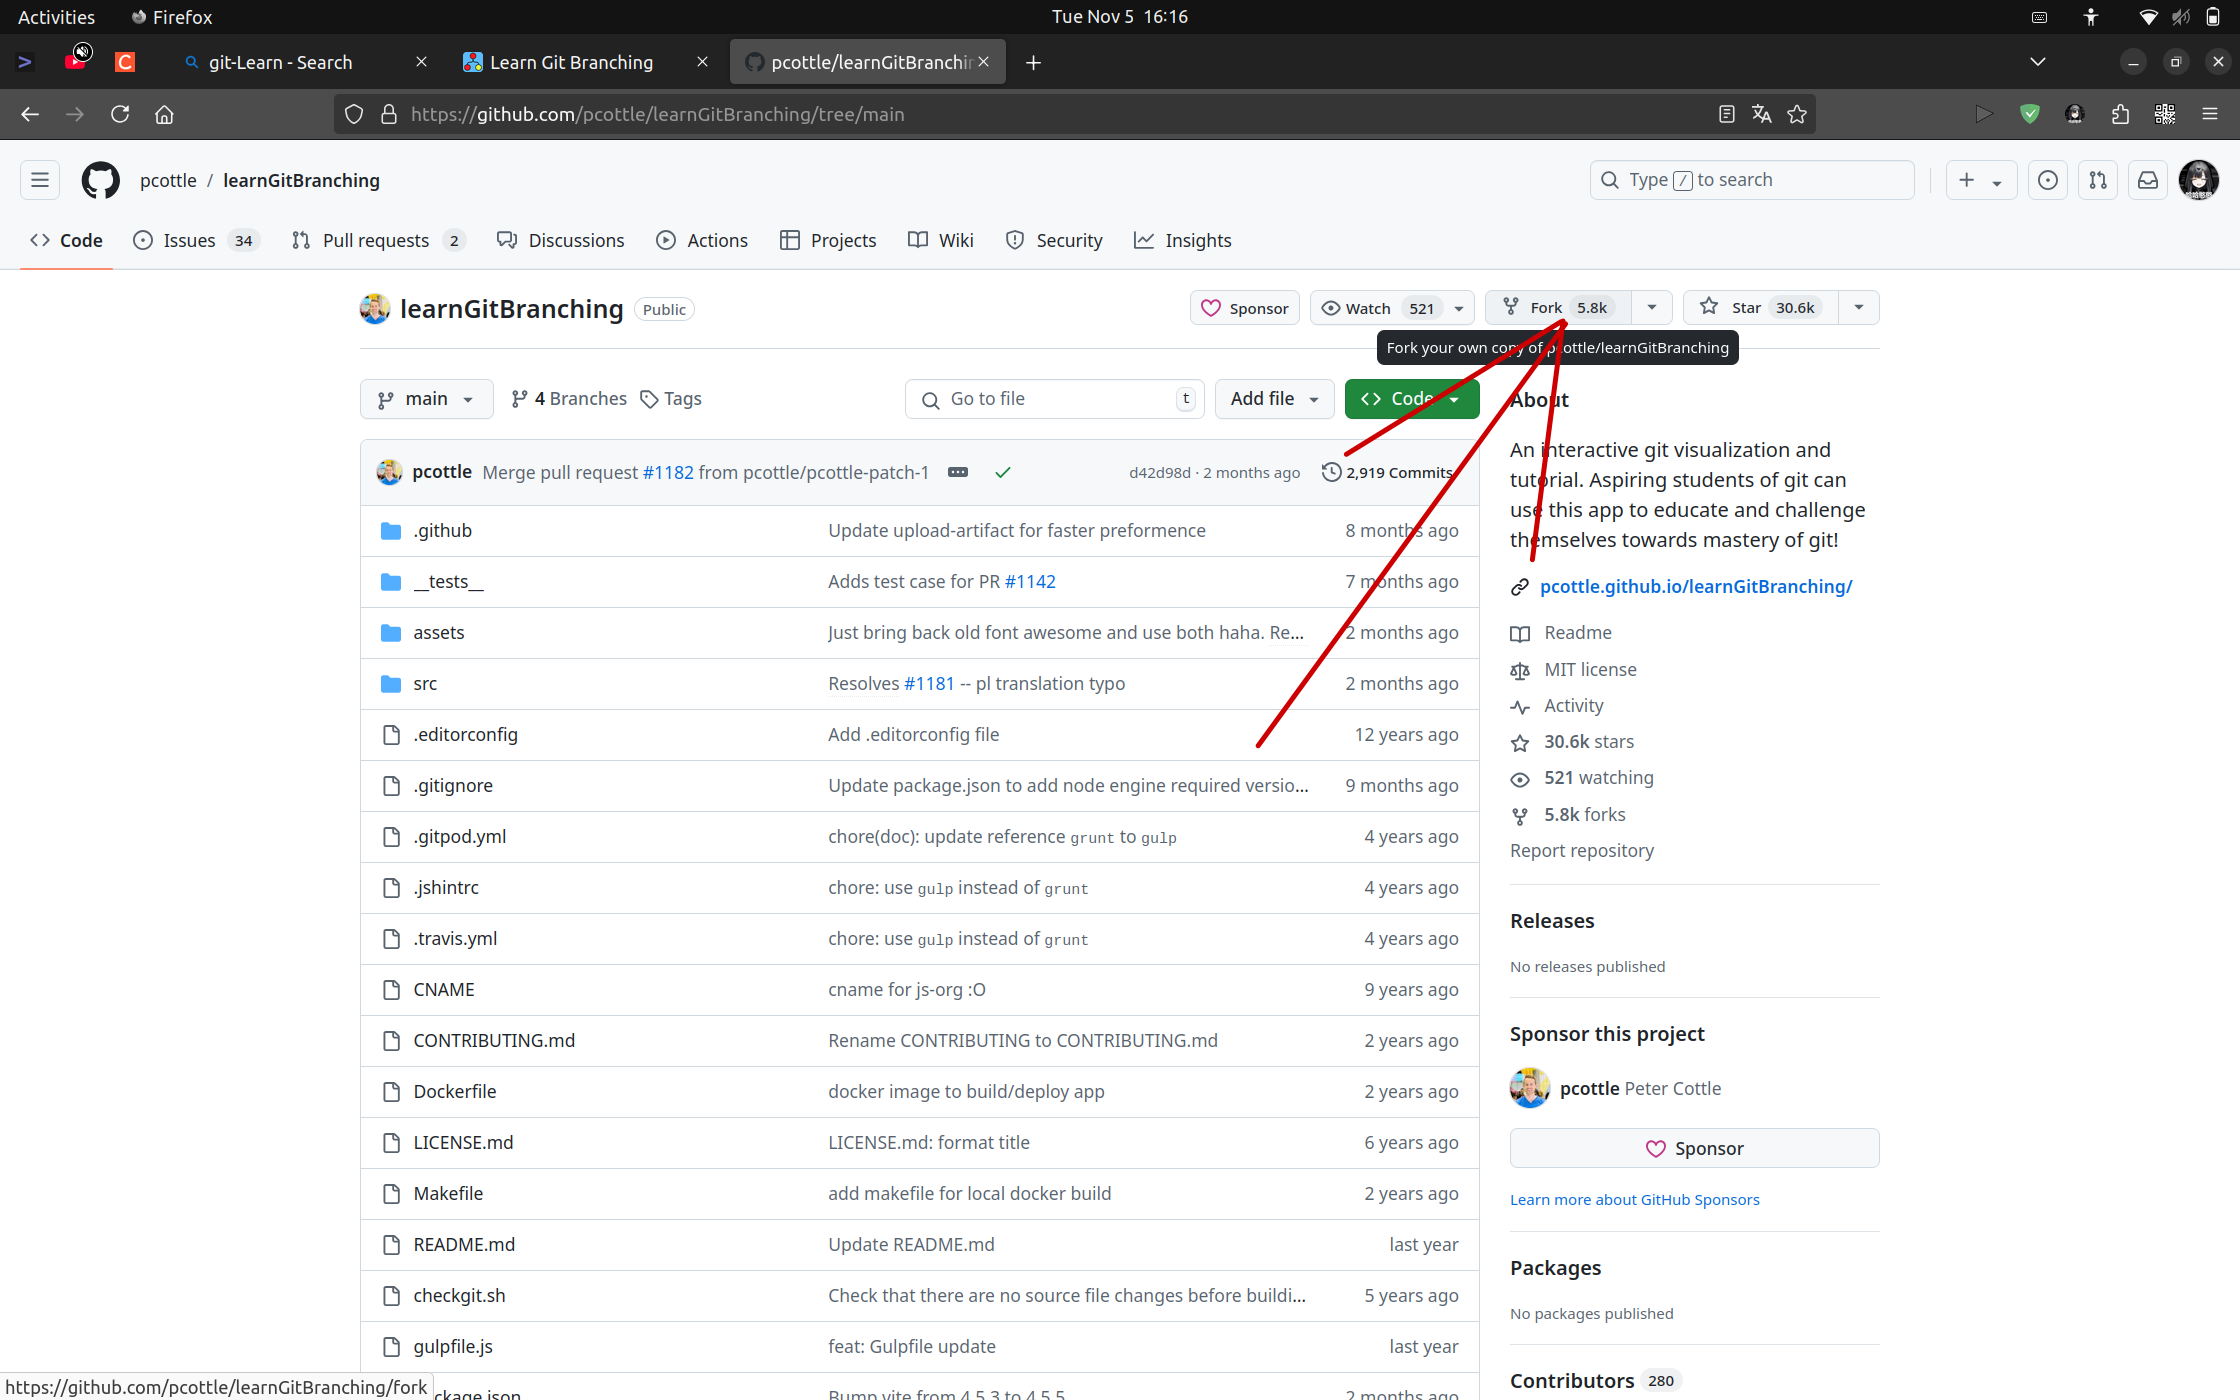 Activities Firefox Tue Nov 5 16:16
git-Learn - Search Learn Git Branching pcottle/learnGitBranchin
https://github.com/pcottle/learnGitBranching/tree/main
pcottle / learnGitBranching Type / to search
Code Issues 34 Pull requests 2 Discussions Actions Projects Wiki Security Insights
learnGitBranching Public Sponsor Watch 521 Fork 5.8k Star 30.6k
Fork your own copy of pcottle/learnGitBranching
main 4 Branches Tags Go to file t Add file Code
pcottle Merge pull request #1182 from pcottle/pcottle-patch-1 d42d98d · 2 months ago 2,919 Commits
.github Update upload-artifact for faster preformence 8 months ago
__tests__ Adds test case for PR #1142 7 months ago
assets Just bring back old font awesome and use both haha. Re... 2 months ago
src Resolves #1181 -- pl translation typo 2 months ago
.editorconfig Add .editorconfig file 12 years ago
.gitignore Update package.json to add node engine required versio... 9 months ago
.gitpod.yml chore(doc): update reference grunt to gulp 4 years ago
.jshintrc chore: use gulp instead of grunt 4 years ago
.travis.yml chore: use gulp instead of grunt 4 years ago
CNAME cname for js-org :O 9 years ago
CONTRIBUTING.md Rename CONTRIBUTING to CONTRIBUTING.md 2 years ago
Dockerfile docker image to build/deploy app 2 years ago
LICENSE.md LICENSE.md: format title 6 years ago
Makefile add makefile for local docker build 2 years ago
README.md Update README.md last year
checkgit.sh Check that there are no source file changes before buildi... 5 years ago
gulpfile.js feat: Gulpfile update last year
ckage.json Bump vite from 4.5.3 to 4.5.5 2 months ago
About
An interactive git visualization and
tutorial. Aspiring students of git can
use this app to educate and challenge
themselves towards mastery of git!
pcottle.github.io/learnGitBranching/
Readme
MIT license
Activity
30.6k stars
521 watching
5.8k forks
Report repository
Releases
No releases published
Sponsor this project
pcottle Peter Cottle
Sponsor
Learn more about GitHub Sponsors
Packages
No packages published
Contributors 280
https://github.com/pcottle/learnGitBranching/fork